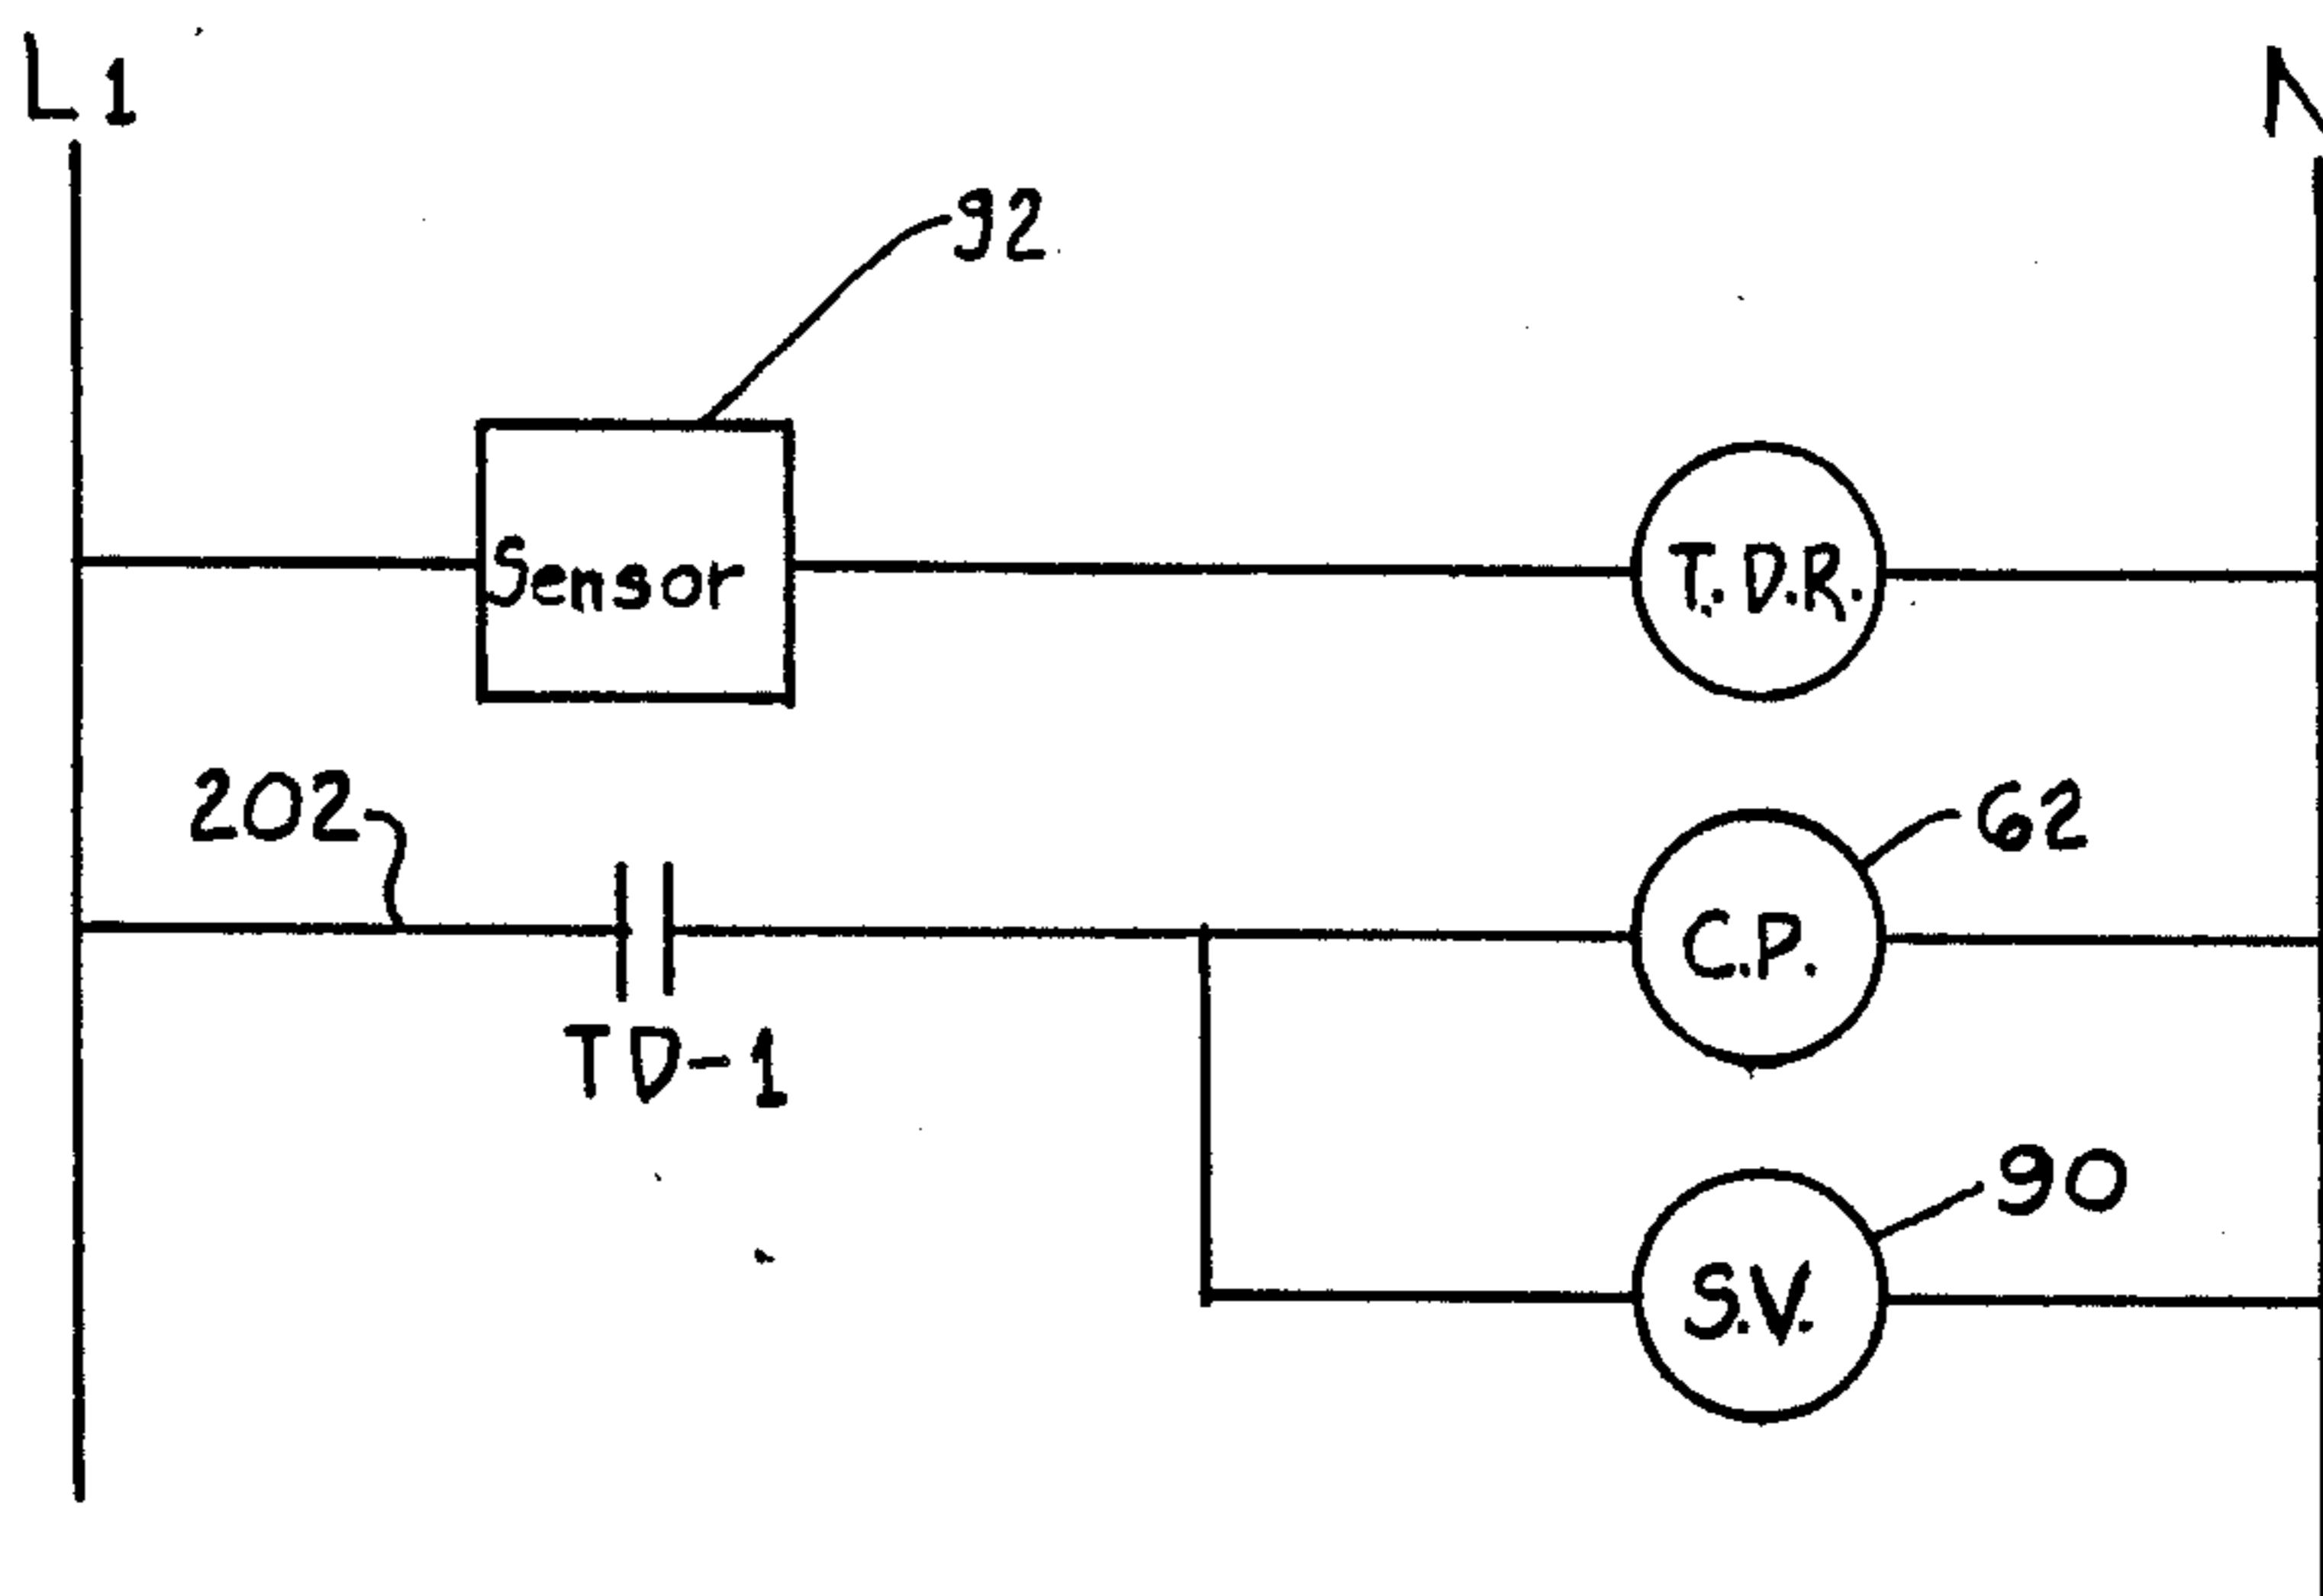 L1
N
92
Sensor
T.D.R.
202
62
C.P.
TD-1
90
S.V.